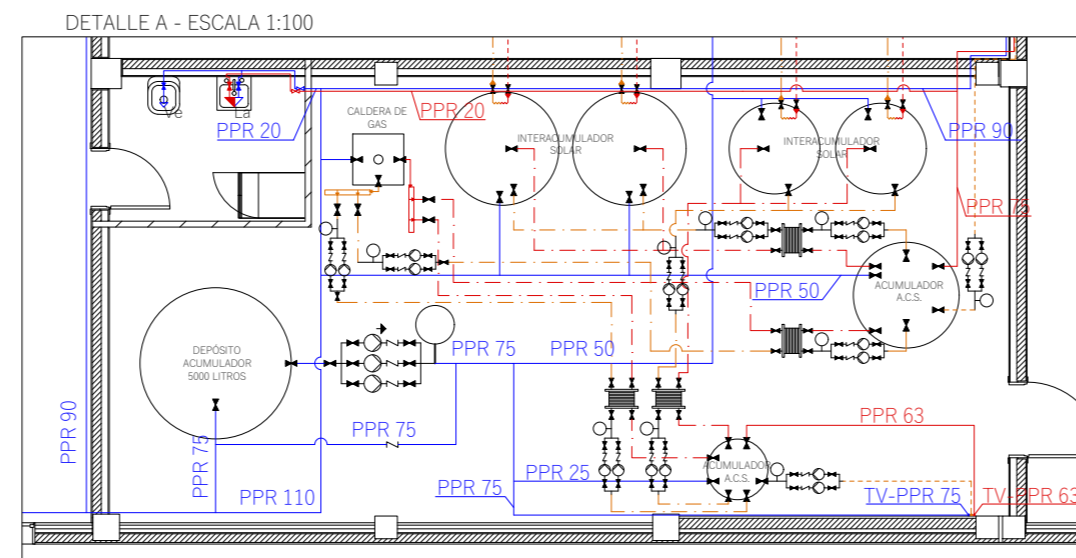 DETALLE A - ESCALA 1:100
Ve
La
PPR 20
CALDERA DE
GAS
PPR 20
INTERACUMULADOR
SOLAR
INTERACUMULADOR
SOLAR
PPR 90
PPR 75
PPR 50
ACUMULADOR
A.C.S.
DEPÓSITO
ACUMULADOR
5000 LITROS
PPR 75
PPR 50
PPR 90
PPR 75
PPR 75
PPR 63
PPR 110
PPR 75
PPR 25
ACUMULADOR
A.C.S.
TV-PPR 75
TV-PPR 63